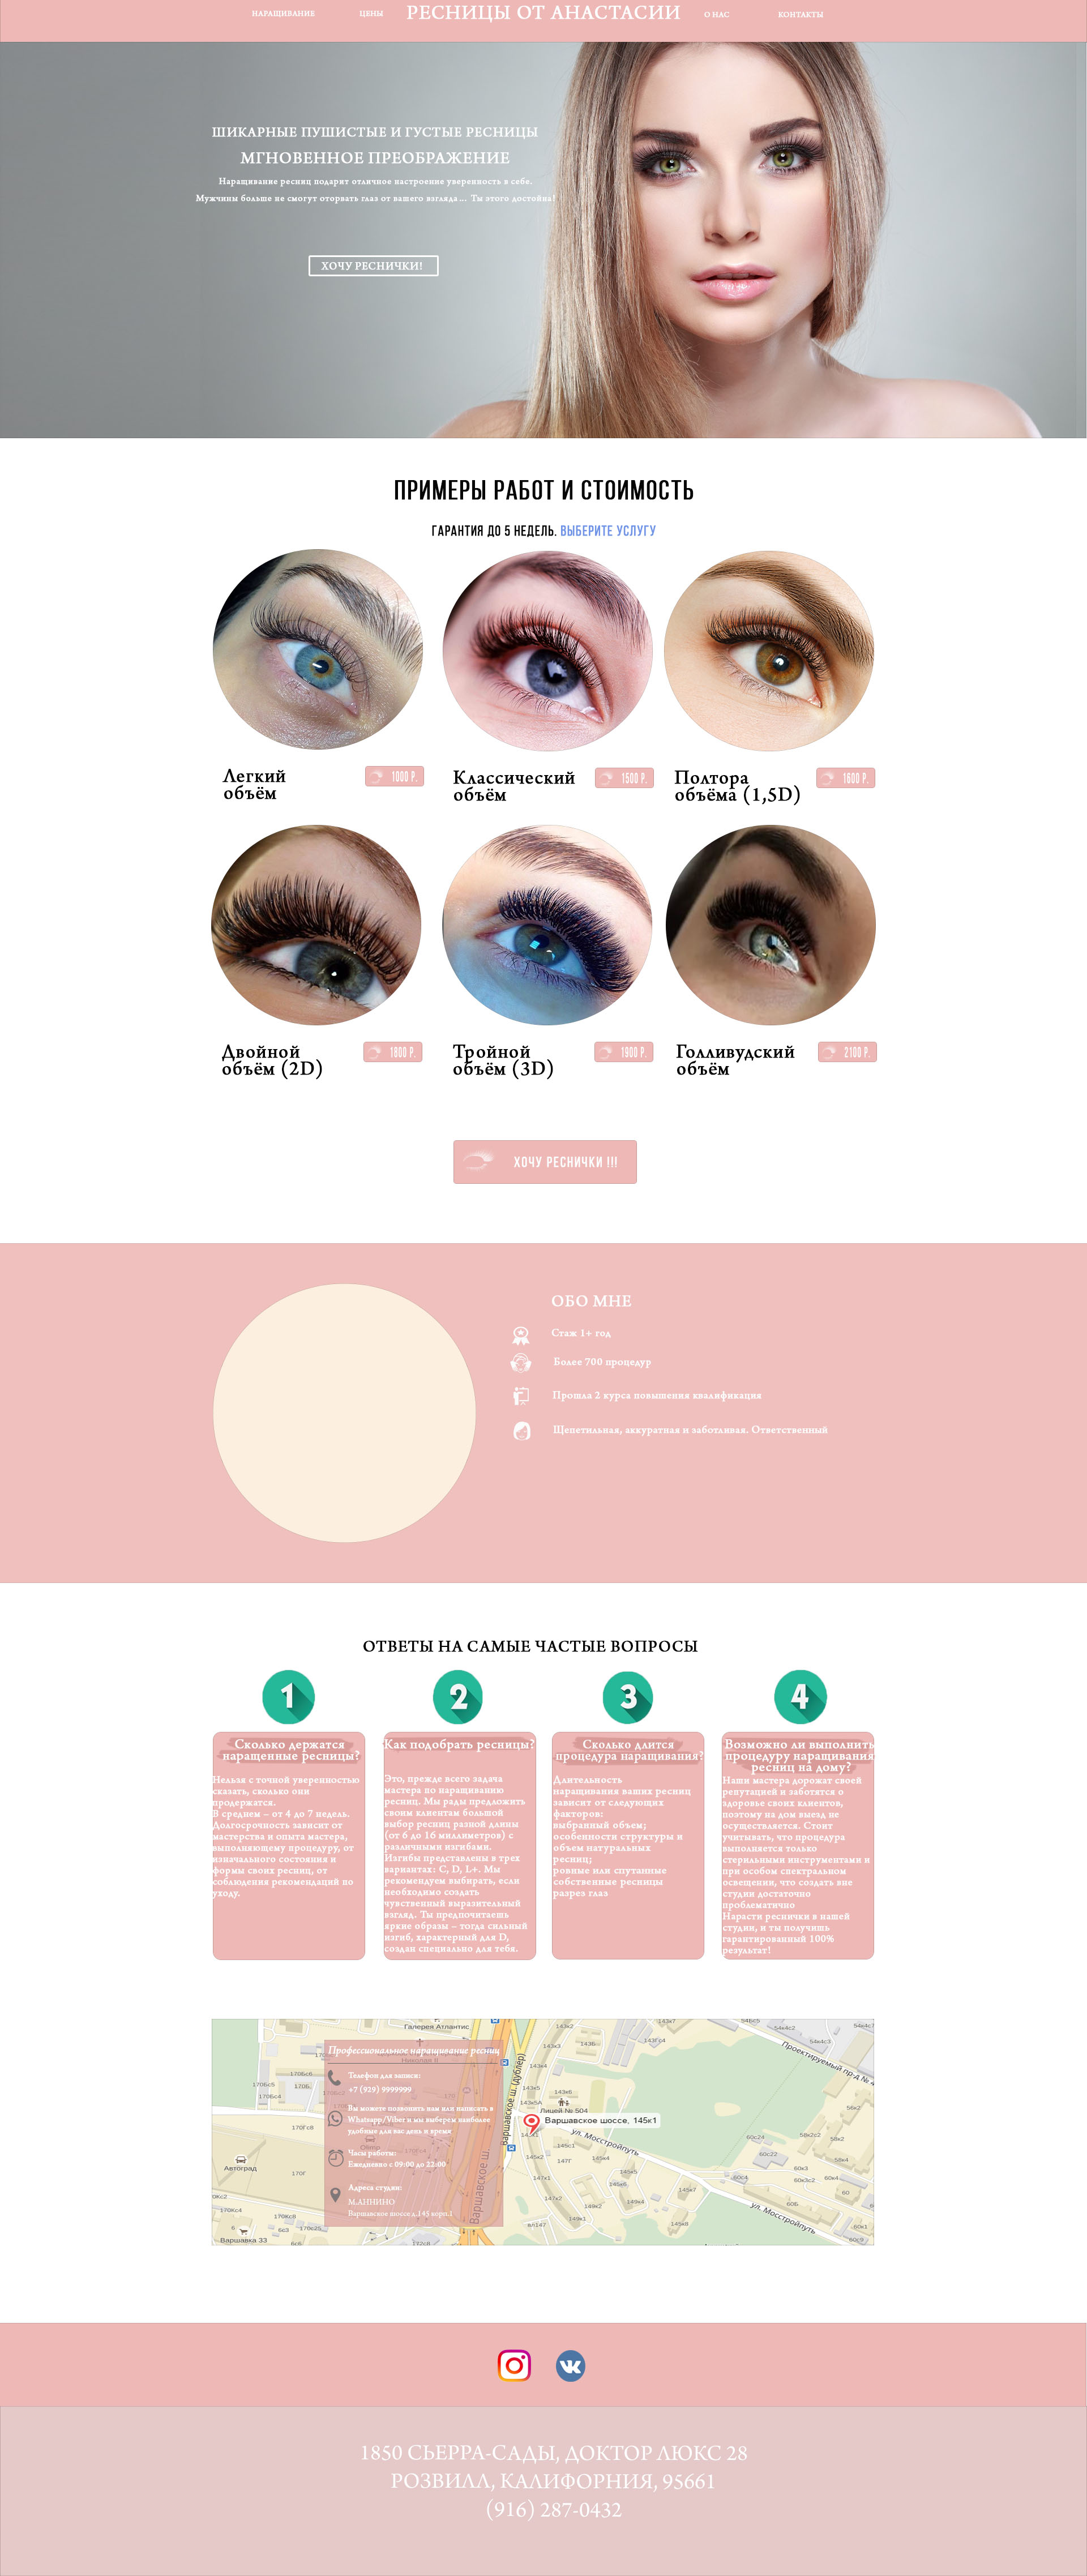 НАРАЩИВАНИЕ
ЦЕНЫ
РЕСНИЦЫ ОТ АНАСТАСИИ
О НАС
КОНТАКТЫ
ШИКАРНЫЕ ПУШИСТЫЕ И ГУСТЫЕ РЕСНИЦЫ
МГНОВЕННОЕ ПРЕОБРАЖЕНИЕ
Наращивание ресниц подарит отличное настроение уверенность в себе.
Мужчины больше не смогут оторвать глаз от вашего взгляда... Ты этого достойна!
ХОЧУ РЕСНИЧКИ!
ПРИМЕРЫ РАБОТ И СТОИМОСТЬ
ГАРАНТИЯ ДО 5 НЕДЕЛЬ. ВЫБЕРИТЕ УСЛУГУ
Легкий
объём
1000 Р.
Классический
объём
1500 Р.
Полтора
объёма (1,5D)
1600 Р.
Двойной
объём (2D)
1800 Р.
Тройной
объём (3D)
1900 Р.
Голливудский
объём
2100 Р.
ХОЧУ РЕСНИЧКИ !!!
ОБО МНЕ
Стаж 1+ год
Более 700 процедур
Прошла 2 курса повышения квалификация
Щепетильная, аккуратная и заботливая. Ответственный
ОТВЕТЫ НА САМЫЕ ЧАСТЫЕ ВОПРОСЫ
1
Сколько держатся
наращенные ресницы?
Нельзя с точной уверенностью
сказать, сколько они
продержатся.
В среднем – от 4 до 7 недель.
Долгосрочность зависит от
мастерства и опыта мастера,
выполняющему процедуру, от
изначального состояния и
формы своих ресниц, от
соблюдения рекомендаций по
уходу.
2
Как подобрать ресницы?
Это, прежде всего задача
мастера по наращиванию
ресниц. Мы рады предложить
своим клиентам большой
выбор ресниц разной длины
(от 6 до 16 миллиметров) с
различными изгибами.
Изгибы представлены в трех
вариантах: C, D, L+. Мы
рекомендуем выбирать, если
необходимо создать
чувственный выразительный
взгляд. Ты предпочитаешь
яркие образы – тогда сильный
изгиб, характерный для D,
создан специально для тебя.
3
Сколько длится
процедура наращивания?
Длительность
наращивания ваших ресниц
зависит от следующих
факторов:
выбранный объем;
особенности структуры и
объем натуральных
ресниц;
ровные или спутанные
собственные ресницы
разрез глаз
4
Возможно ли выполнить
процедуру наращивания
ресниц на дому?
Наши мастера дорожат своей
репутацией и заботятся о
здоровье своих клиентов,
поэтому на дом выезд не
осуществляется. Стоит
учитывать, что процедура
выполняется только
стерильными инструментами и
при особом спектральном
освещении, что создать вне
студии достаточно
проблематично
Нарасти реснички в нашей
студии, и ты получишь
гарантированный 100%
результат!
Галерея Атлантис
Профессиональное наращивание ресниц
Телефон для записи:
+7 (929) 9999999
Вы можете позвонить нам или написать в
Whatsapp/Viber и мы выберем наиболее
удобные для вас день и время
Часы работы:
Ежедневно с 09:00 до 22:00
Адреса студии:
М.АННИНО
Варшавское шоссе д.145 корп.1
Автоград
Варшавка 33
Варшавское ш. (дублёр)
Варшавское ш.
Лицей № 504
Варшавское шоссе, 145к1
ул. Мосстройпуть
ул. Мосстройпуть
Проектируемый пр-д № 4
1850 СЬЕРРА-САДЫ, ДОКТОР ЛЮКС 28
РОЗВИЛЛ, КАЛИФОРНИЯ, 95661
(916) 287-0432